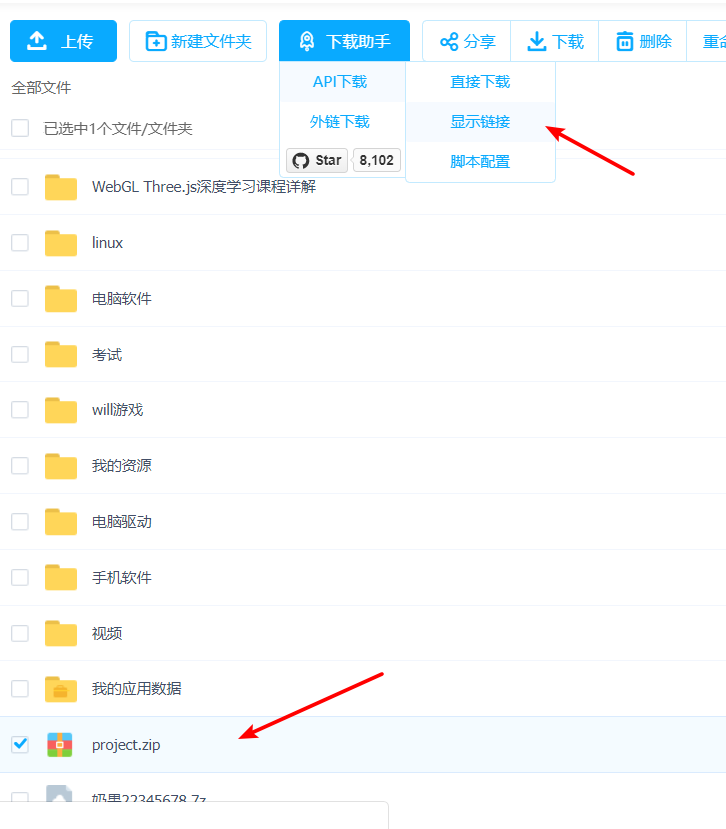 上传 新建文件夹 下载助手 分享 下载 删除 重命
全部文件 API下载 直接下载
已选中1个文件/文件夹 外链下载 显示链接
Star 8,102 脚本配置
WebGL Three.js深度学习课程详解
linux
电脑软件
考试
will游戏
我的资源
电脑驱动
手机软件
视频
我的应用数据
project.zip
奶黑22345678.7z